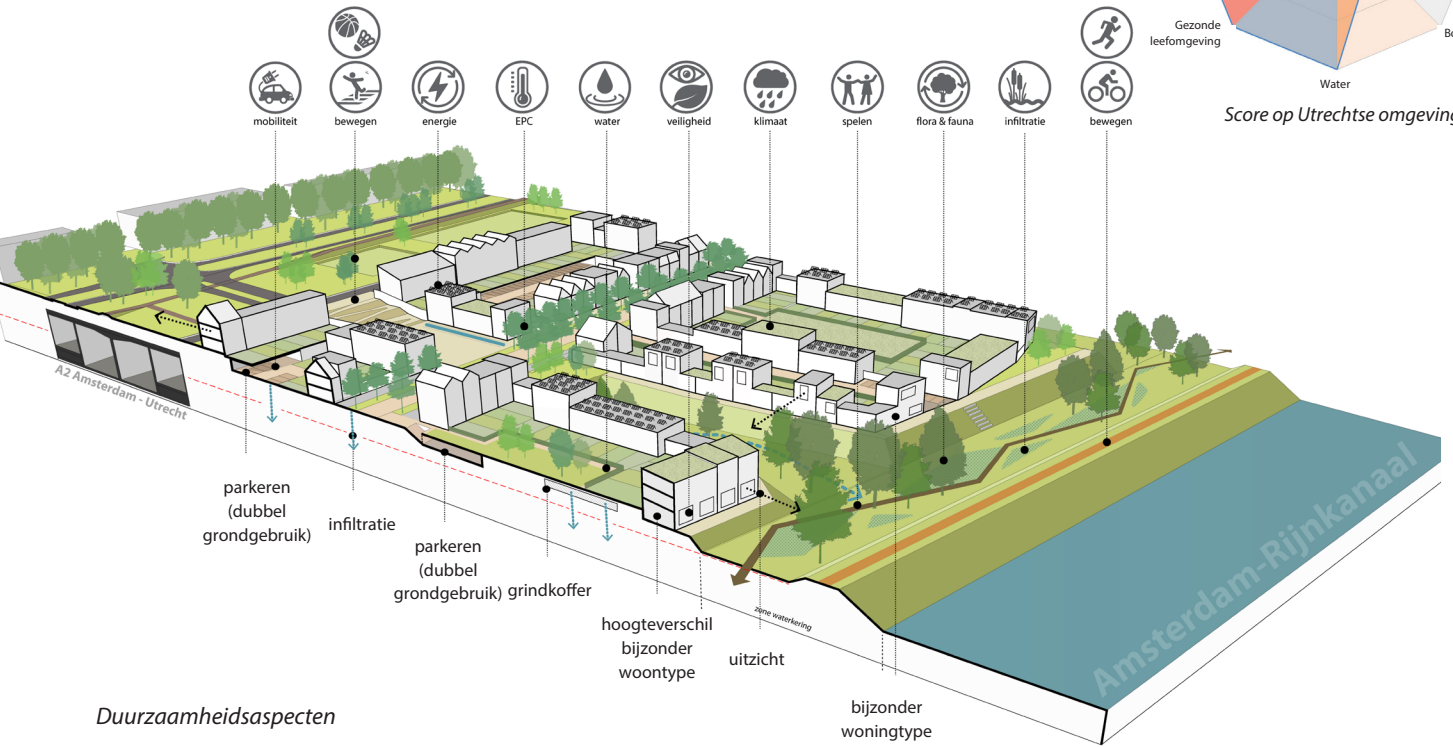 Gezonde
leefomgeving
Water
Score op Utrechtse omgeving
mobiliteit
bewegen
energie
EPC
water
veiligheid
klimaat
spelen
flora & fauna
infiltratie
bewegen
A2 Amsterdam - Utrecht
parkeren
(dubbel
grondgebruik)
infiltratie
parkeren
(dubbel
grondgebruik)
grindkoffer
hoogteverschil
bijzonder
woontype
uitzicht
zone waterkering
bijzonder
woningtype
Amsterdam-Rijnkanaal
Duurzaamheidsaspecten